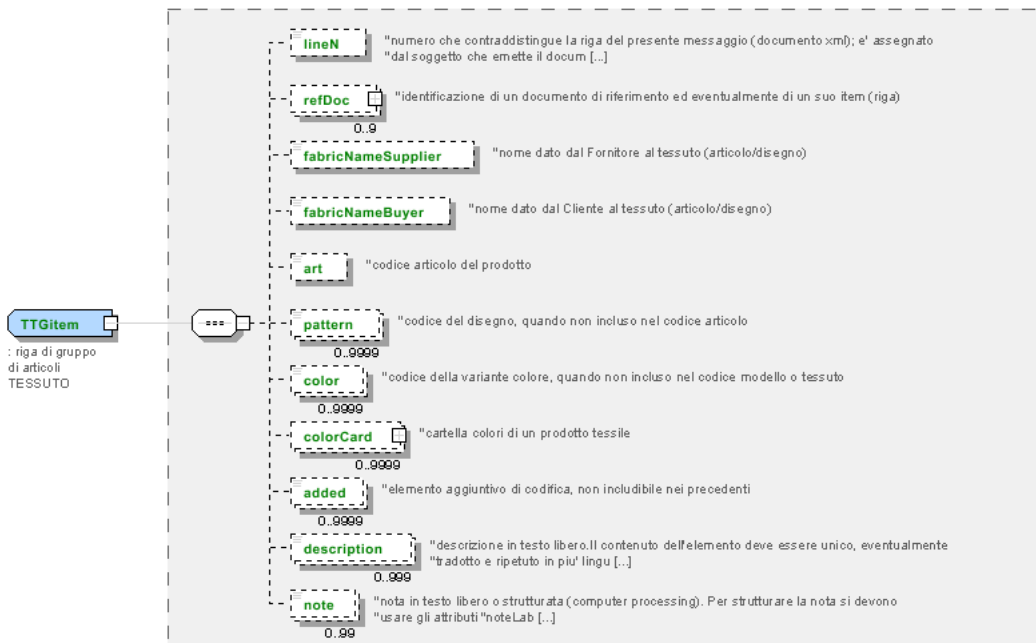 lineN
"numero che contraddistingue la riga del presente messaggio (documento xml); e' assegnato
"dal soggetto che emette il docum [...]
refDoc
"identificazione di un documento di riferimento ed eventualmente di un suo item (riga)
0..9
fabricNameSupplier
"nome dato dal Fornitore al tessuto (articolo/disegno)
fabricNameBuyer
"nome dato dal Cliente al tessuto (articolo/disegno)
art
"codice articolo del prodotto
TTGitem
: riga di gruppo
di articoli
TESSUTO
pattern
"codice del disegno, quando non incluso nel codice articolo
0..9999
color
"codice della variante colore, quando non incluso nel codice modello o tessuto
0..9999
colorCard
"cartella colori di un prodotto tessile
0..9999
added
"elemento aggiuntivo di codifica, non includibile nei precedenti
0..9999
description
"descrizione in testo libero.Il contenuto dell'elemento deve essere unico, eventualmente
"tradotto e ripetuto in piu' lingu [...]
0..999
note
"nota in testo libero o strutturata (computer processing). Per strutturare la nota si devono
"usare gli attributi "noteLab [...]
0..99